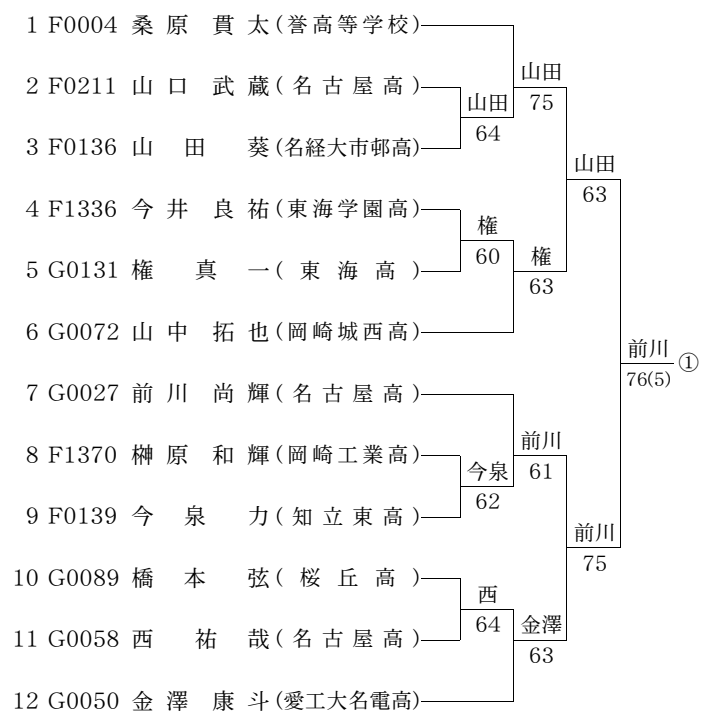 1 F0004 桑原 貫太(誉高等学校)
2 F0211 山口 武蔵(名古屋高)
山田
75
山田
64
3 F0136 山田 葵(名経大市邨高)
山田
63
4 F1336 今井 良祐(東海学園高)
権
60
5 G0131 権 真一(東海高)
権
63
6 G0072 山中 拓也(岡崎城西高)
前川
76(5)
①
7 G0027 前川 尚輝(名古屋高)
8 F1370 榊原 和輝(岡崎工業高)
前川
61
今泉
62
9 F0139 今泉 力(知立東高)
前川
75
10 G0089 橋本 弦(桜丘高)
西
64
11 G0058 西 祐哉(名古屋高)
金澤
63
12 G0050 金澤 康斗(愛工大名電高)